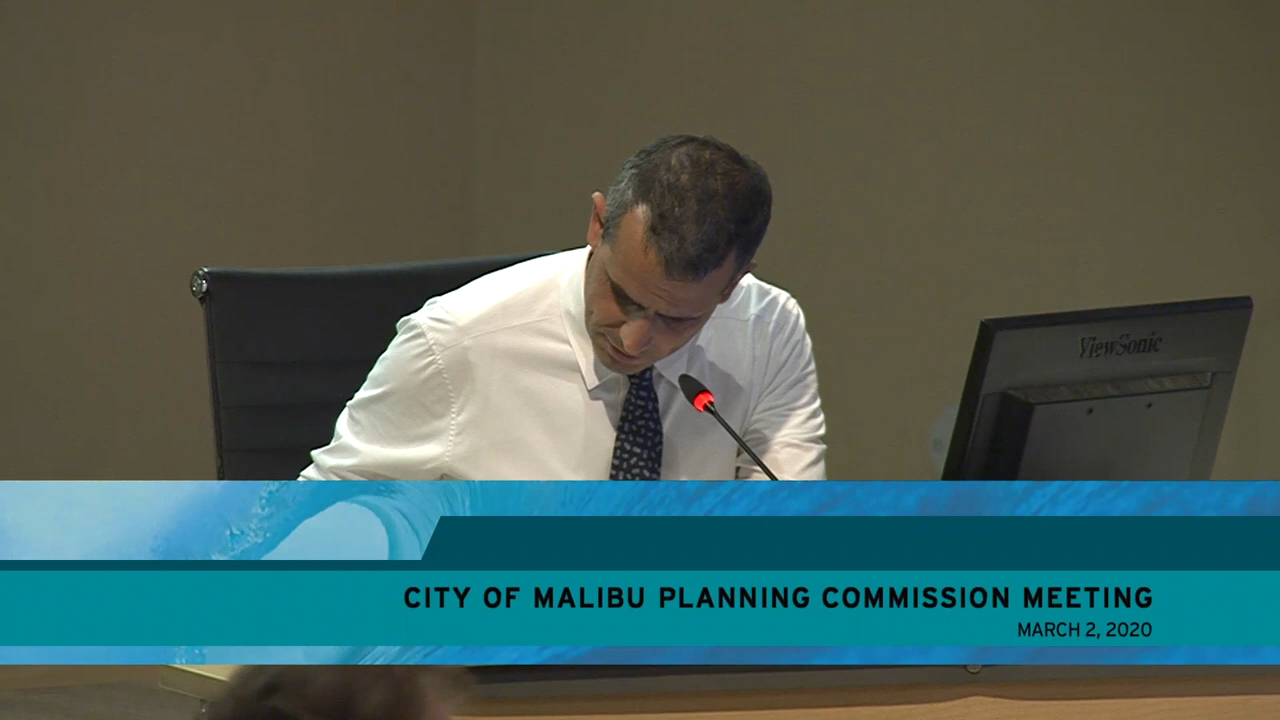 ViewSonic
CITY OF MALIBU PLANNING COMMISSION MEETING
MARCH 2, 2020